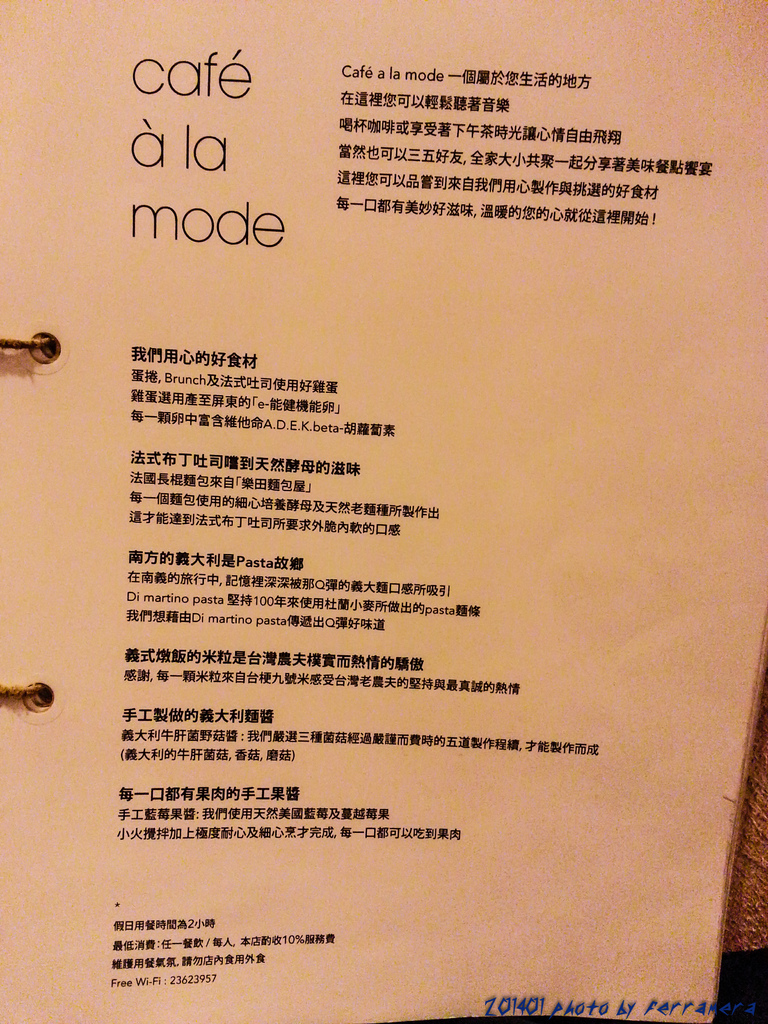 café
à la
mode
Café a la mode 一個屬於您生活的地方
在這裡您可以輕鬆聽著音樂
喝杯咖啡或享受著下午茶時光讓心情自由飛翔
當然也可以三五好友, 全家大小共聚一起分享著美味餐點饗宴
這裡您可以品嘗到來自我們用心製作與挑選的好食材
每一口都有美妙好滋味, 溫暖的您的心就從這裡開始!
我們用心的好食材
蛋捲, Brunch及法式吐司使用好雞蛋
雞蛋選用產至屏東的「e-能健機能卵」
每一顆卵中富含維他命A.D.E.K.beta-胡蘿蔔素
法式布丁吐司嚐到天然酵母的滋味
法國長棍麵包來自「樂田麵包屋」
每一個麵包使用的細心培養酵母及天然老麵種所製作出
這才能達到法式布丁吐司所要求外脆內軟的口感
南方的義大利是Pasta故鄉
在南義的旅行中, 記憶裡深深被那Q彈的義大麵口感所吸引
Di martino pasta 堅持100年來使用杜蘭小麥所做出的pasta麵條
我們想藉由Di martino pasta傳遞出Q彈好味道
義式燉飯的米粒是台灣農夫樸實而熱情的驕傲
感謝, 每一顆米粒來自台梗九號米感受台灣老農夫的堅持與最真誠的熱情
手工製做的義大利麵醬
義大利牛肝菌野菇醬 : 我們嚴選三種菌菇經過嚴謹而費時的五道製作程續, 才能製作而成
(義大利的牛肝菌菇, 香菇, 磨菇)
每一口都有果肉的手工果醬
手工藍莓果醬: 我們使用天然美國藍莓及蔓越莓果
小火攪拌加上極度耐心及細心烹才完成, 每一口都可以吃到果肉
*
假日用餐時間為2小時
最低消費 : 任一餐飲 / 每人, 本店酌收10%服務費
維護用餐氣氛, 請勿店內食用外食
Free Wi-Fi : 23623957
201401 photo by ferranera